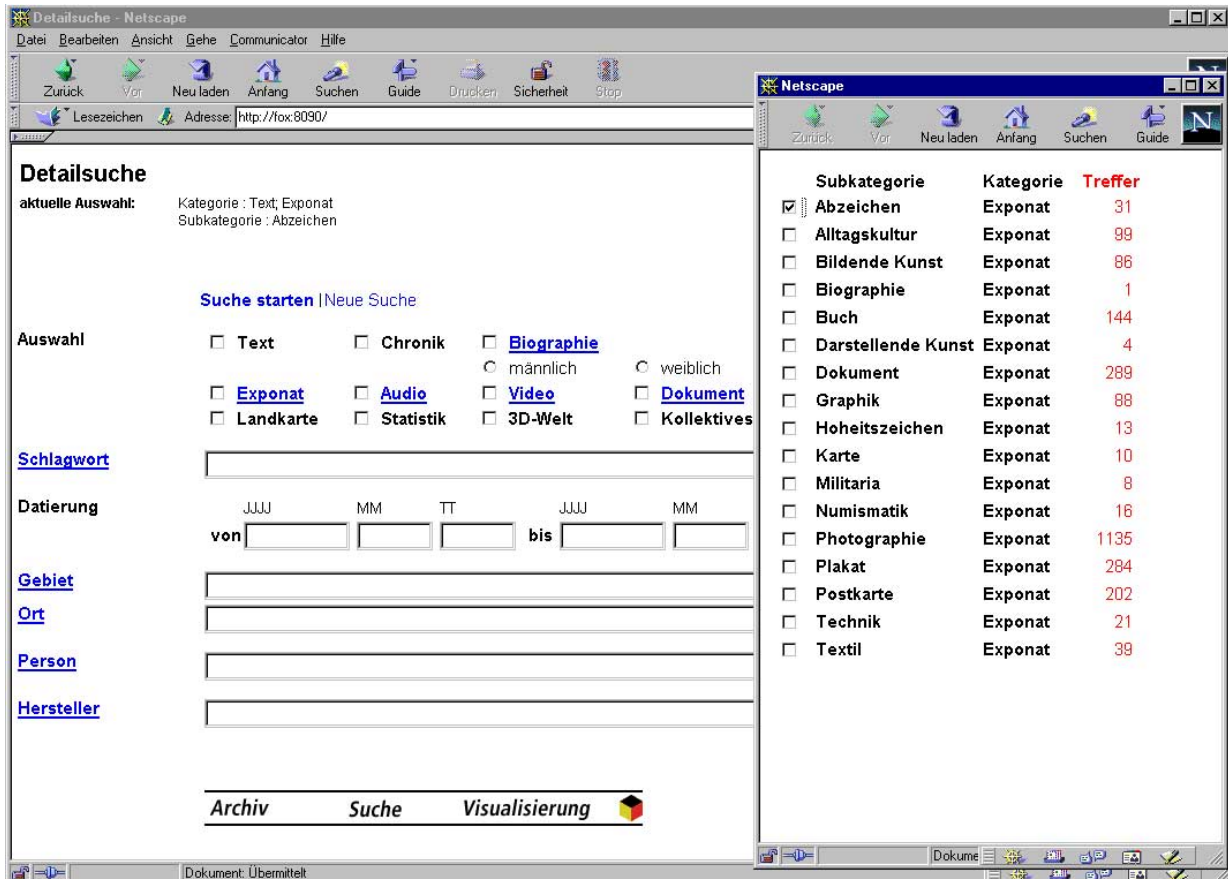 Detailsuche - Netscape
Datei Bearbeiten Ansicht Gehe Communicator Hilfe
Zurück Vor Neu laden Anfang Suchen Guide Drucken Sicherheit Stop
Lesezeichen Adresse: http://fox:8090/
Detailsuche
aktuelle Auswahl: Kategorie : Text; Exponat
Subkategorie : Abzeichen
Suche starten | Neue Suche
Auswahl Text Chronik Biographie
männlich weiblich
Exponat Audio Video Dokument
Landkarte Statistik 3D-Welt Kollektives
Schlagwort
Datierung JJJJ MM TT JJJJ MM
von bis
Gebiet
Ort
Person
Hersteller
Archiv Suche Visualisierung
Dokument: Übermittelt
Netscape
Zurück Vor Neu laden Anfang Suchen Guide
N
Subkategorie Kategorie Treffer
Abzeichen Exponat 31
Alltagskultur Exponat 99
Bildende Kunst Exponat 86
Biographie Exponat 1
Buch Exponat 144
Darstellende Kunst Exponat 4
Dokument Exponat 289
Graphik Exponat 88
Hoheitszeichen Exponat 13
Karte Exponat 10
Militaria Exponat 8
Numismatik Exponat 16
Photographie Exponat 1135
Plakat Exponat 284
Postkarte Exponat 202
Technik Exponat 21
Textil Exponat 39
Dokume